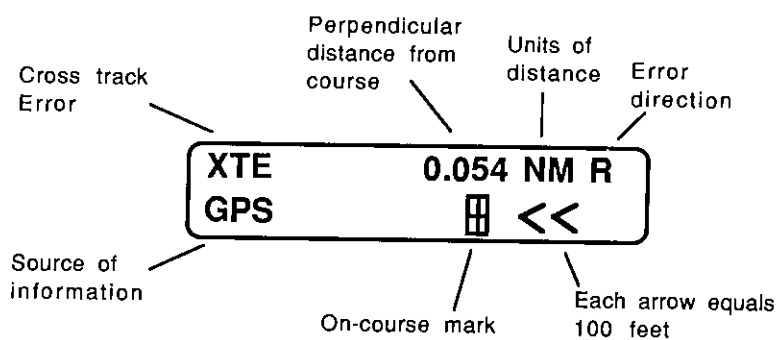 Perpendicular
distance from
course
Units of
distance
Error
direction
Cross track
Error
XTE 0.054 NM R
GPS <<
Source of
information
On-course mark
Each arrow equals
100 feet